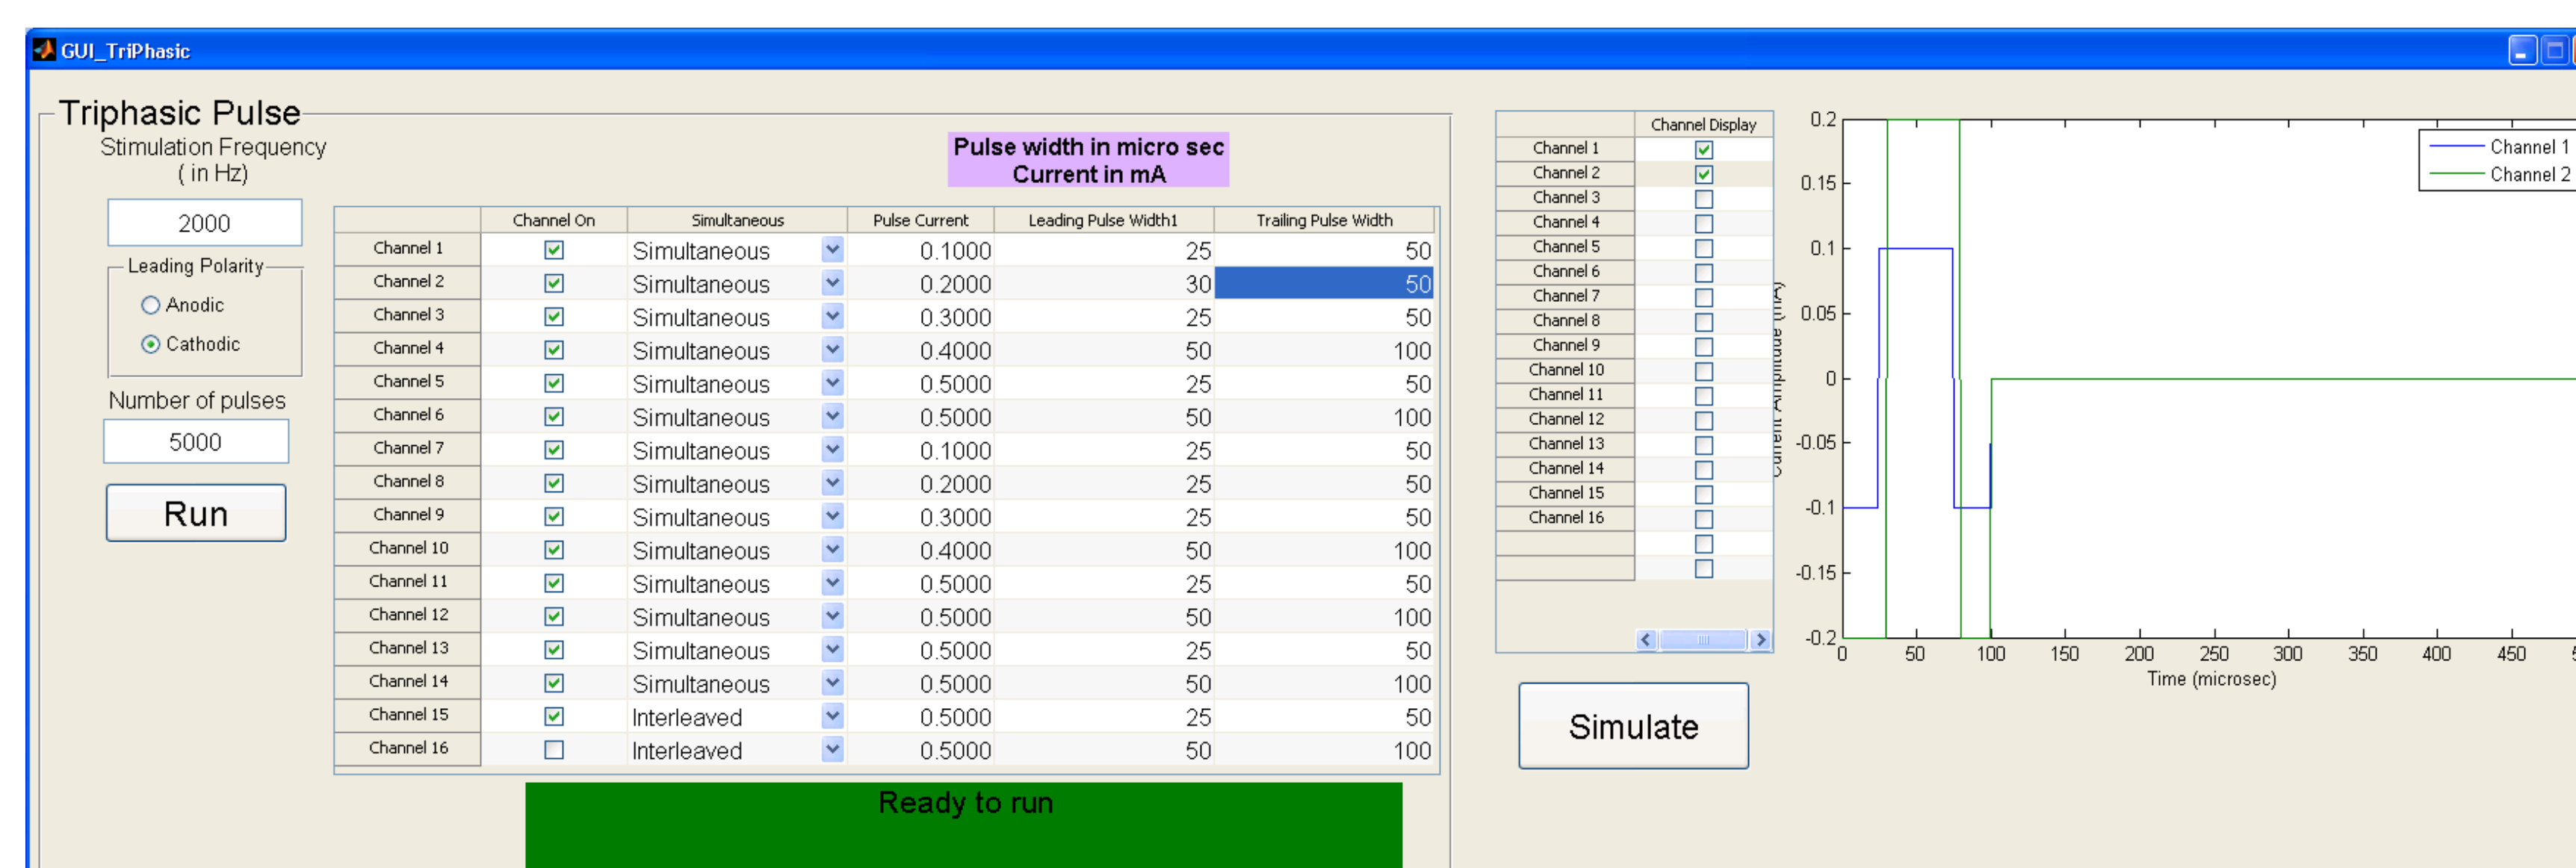 GUI_TriPhasic
Triphasic Pulse
Stimulation Frequency
( in Hz)
2000
Leading Polarity
Anodic
Cathodic
Number of pulses
5000
Run
Pulse width in micro sec
Current in mA
Channel On Simultaneous Pulse Current Leading Pulse Width1 Trailing Pulse Width
Channel 1 Simultaneous 0.1000 25 50
Channel 2 Simultaneous 0.2000 30 50
Channel 3 Simultaneous 0.3000 25 50
Channel 4 Simultaneous 0.4000 50 100
Channel 5 Simultaneous 0.5000 25 50
Channel 6 Simultaneous 0.5000 50 100
Channel 7 Simultaneous 0.1000 25 50
Channel 8 Simultaneous 0.2000 25 50
Channel 9 Simultaneous 0.3000 25 50
Channel 10 Simultaneous 0.4000 50 100
Channel 11 Simultaneous 0.5000 25 50
Channel 12 Simultaneous 0.5000 50 100
Channel 13 Simultaneous 0.5000 25 50
Channel 14 Simultaneous 0.5000 50 100
Channel 15 Interleaved 0.5000 25 50
Channel 16 Interleaved 0.5000 50 100
Ready to run
Channel Display
Channel 1
Channel 2
Channel 3
Channel 4
Channel 5
Channel 6
Channel 7
Channel 8
Channel 9
Channel 10
Channel 11
Channel 12
Channel 13
Channel 14
Channel 15
Channel 16
Simulate
Current Amplitude (mA)
0.2
0.15
0.1
0.05
0
-0.05
-0.1
-0.15
-0.2
0 50 100 150 200 250 300 350 400 450
Time (microsec)
Channel 1
Channel 2